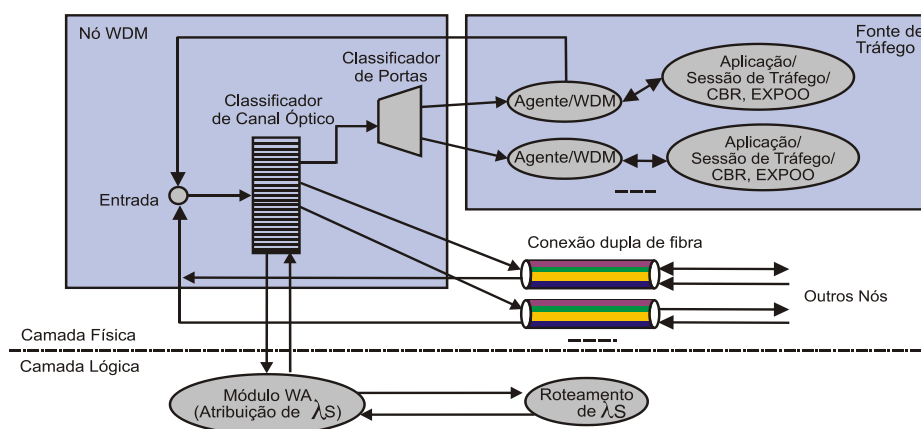 Nó WDM
Fonte de
Tráfego
Classificador
de Portas
Aplicação/
Sessão de Tráfego/
CBR, EXPOO
Classificador
de Canal Óptico
Agente/WDM
Agente/WDM
Aplicação/
Sessão de Tráfego/
CBR, EXPOO
Entrada
Conexão dupla de fibra
Outros Nós
Camada Física
Camada Lógica
Módulo WA
(Atribuição de λS)
Roteamento
de λS